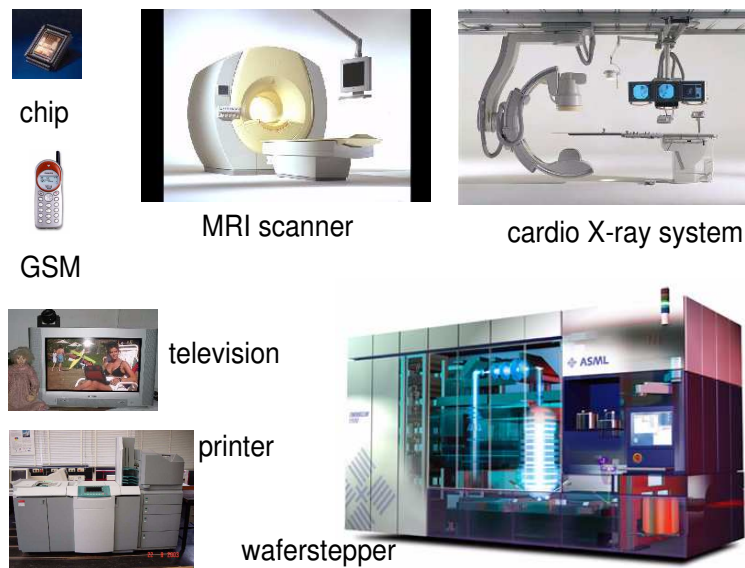 chip
MRI scanner
cardio X-ray system
GSM
television
ASML
printer
waferstepper